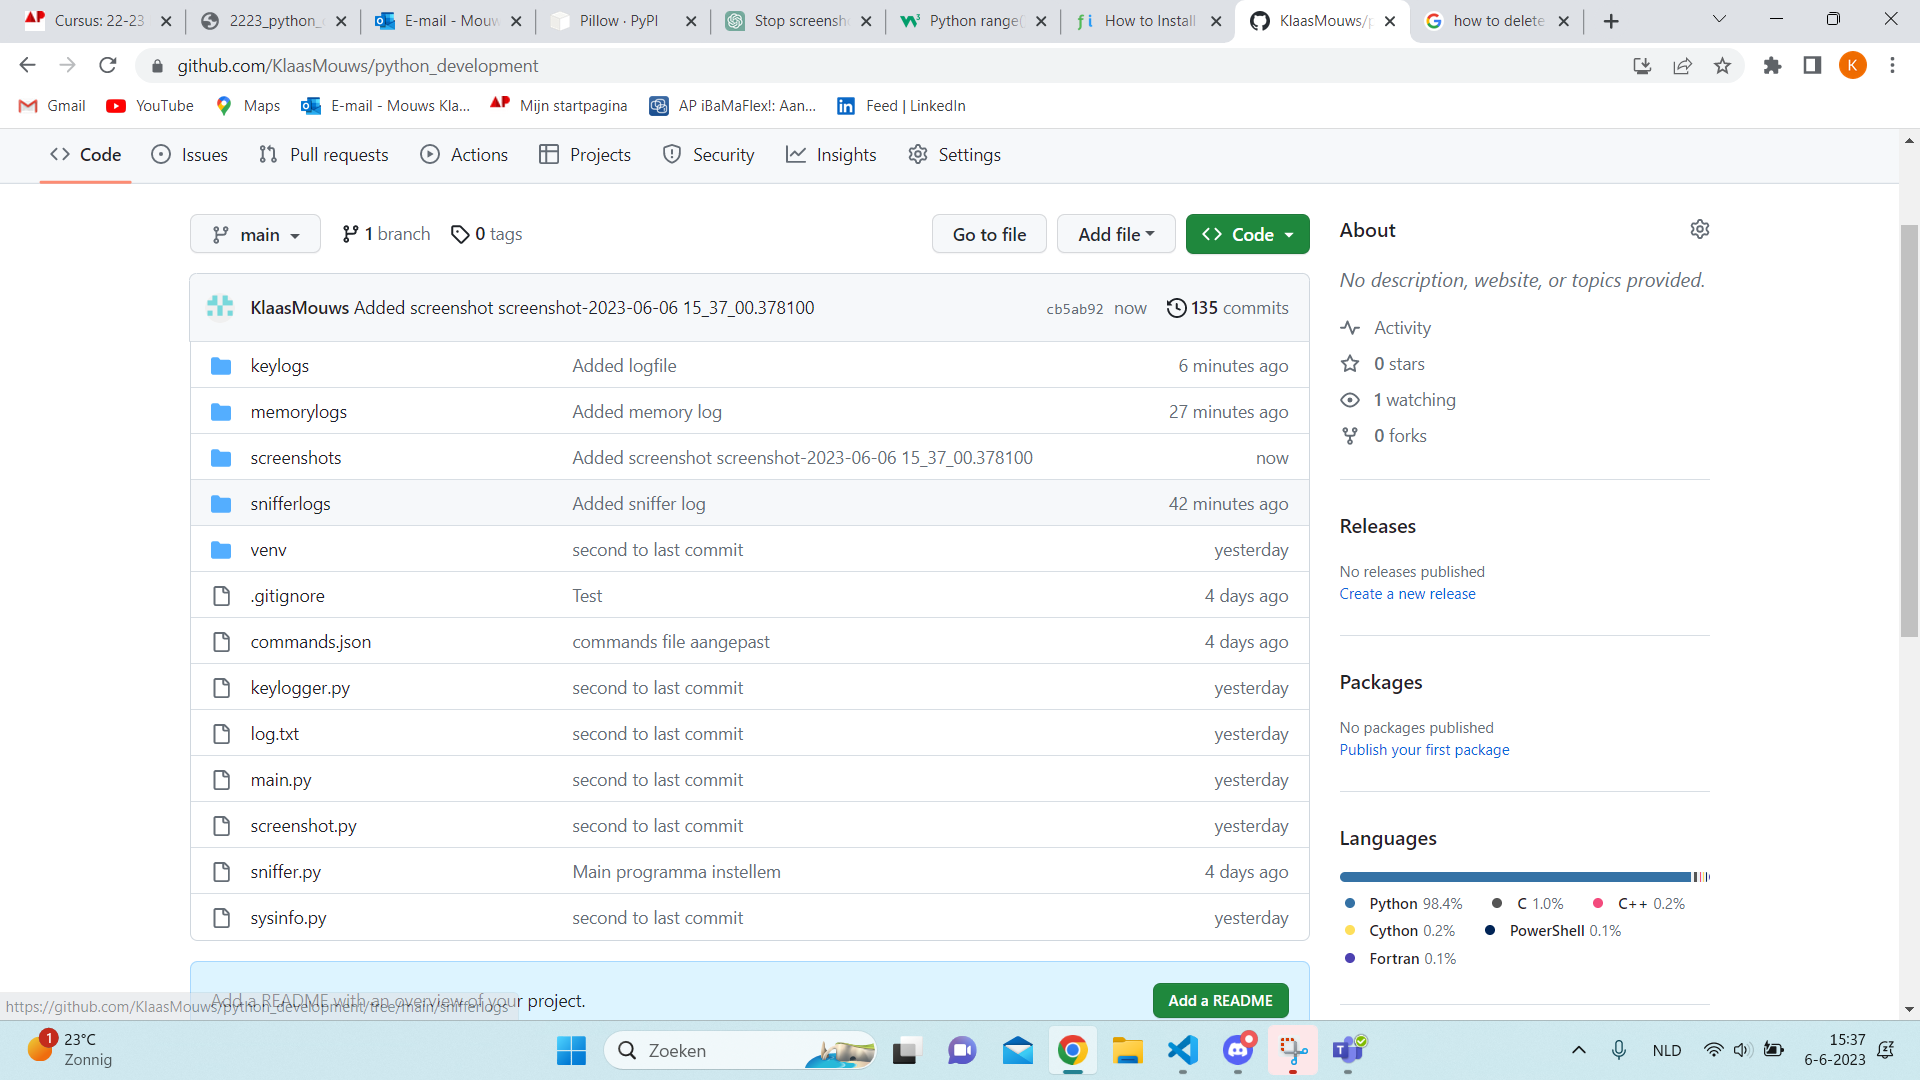 Cursus: 22-23
2223_python_
E-mail - Mouw
Pillow · PyPI
Stop screensh
Python range(
How to Install
KlaasMouws/p
how to delete
github.com/KlaasMouws/python_development
K
Gmail
YouTube
Maps
E-mail - Mouws Kla...
Mijn startpagina
AP iBaMaFlex!: Aan...
Feed | LinkedIn
Code
Issues
Pull requests
Actions
Projects
Security
Insights
Settings
main
1 branch
0 tags
Go to file
Add file
Code
KlaasMouws Added screenshot screenshot-2023-06-06 15_37_00.378100
cb5ab92 now
135 commits
keylogs Added logfile 6 minutes ago
memorylogs Added memory log 27 minutes ago
screenshots Added screenshot screenshot-2023-06-06 15_37_00.378100 now
snifferlogs Added sniffer log 42 minutes ago
venv second to last commit yesterday
.gitignore Test 4 days ago
commands.json commands file aangepast 4 days ago
keylogger.py second to last commit yesterday
log.txt second to last commit yesterday
main.py second to last commit yesterday
screenshot.py second to last commit yesterday
sniffer.py Main programma instellem 4 days ago
sysinfo.py second to last commit yesterday
Add a README with an overview of your project.
Add a README
About
No description, website, or topics provided.
Activity
0 stars
1 watching
0 forks
Releases
No releases published
Create a new release
Packages
No packages published
Publish your first package
Languages
Python 98.4%
C 1.0%
C++ 0.2%
Cython 0.2%
PowerShell 0.1%
Fortran 0.1%
https://github.com/KlaasMouws/python_development/tree/main/snifferlogs
1
23°C
Zonnig
Zoeken
NLD
15:37
6-6-2023